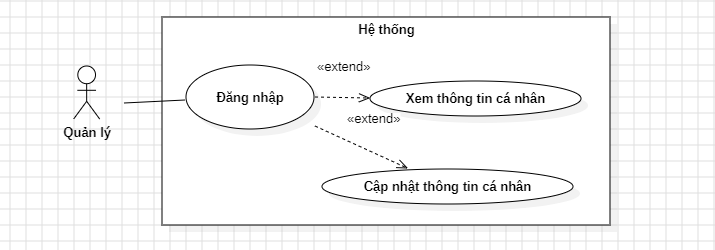 Hệ thống
«extend»
Đăng nhập
Xem thông tin cá nhân
«extend»
Quản lý
Cập nhật thông tin cá nhân